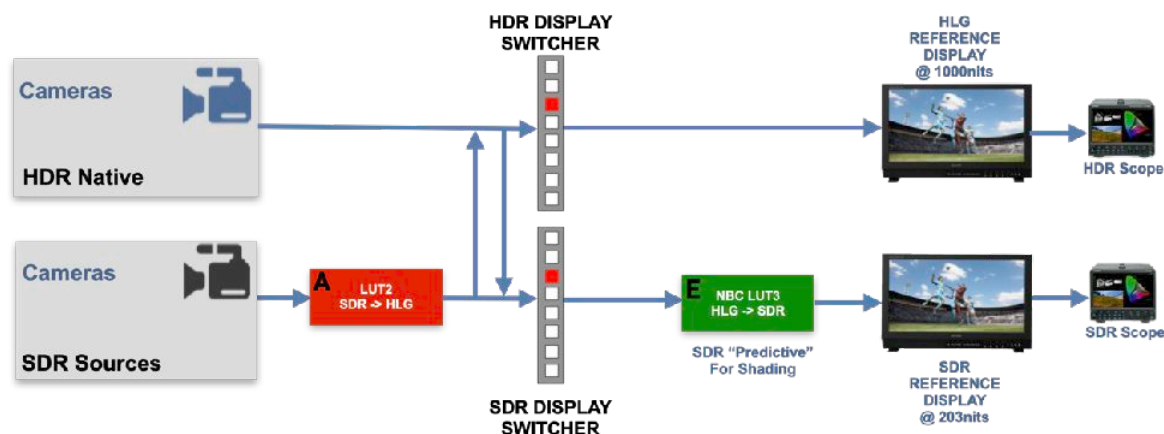 HDR DISPLAY
SWITCHER
HLG
REFERENCE
DISPLAY
@ 1000nits
Cameras
HDR Native
HDR Scope
Cameras
SDR Sources
A
LUT2
SDR -> HLG
E
NBC LUT3
HLG -> SDR
SDR “Predictive”
For Shading
SDR Scope
SDR
REFERENCE
DISPLAY
@ 203nits
SDR DISPLAY
SWITCHER